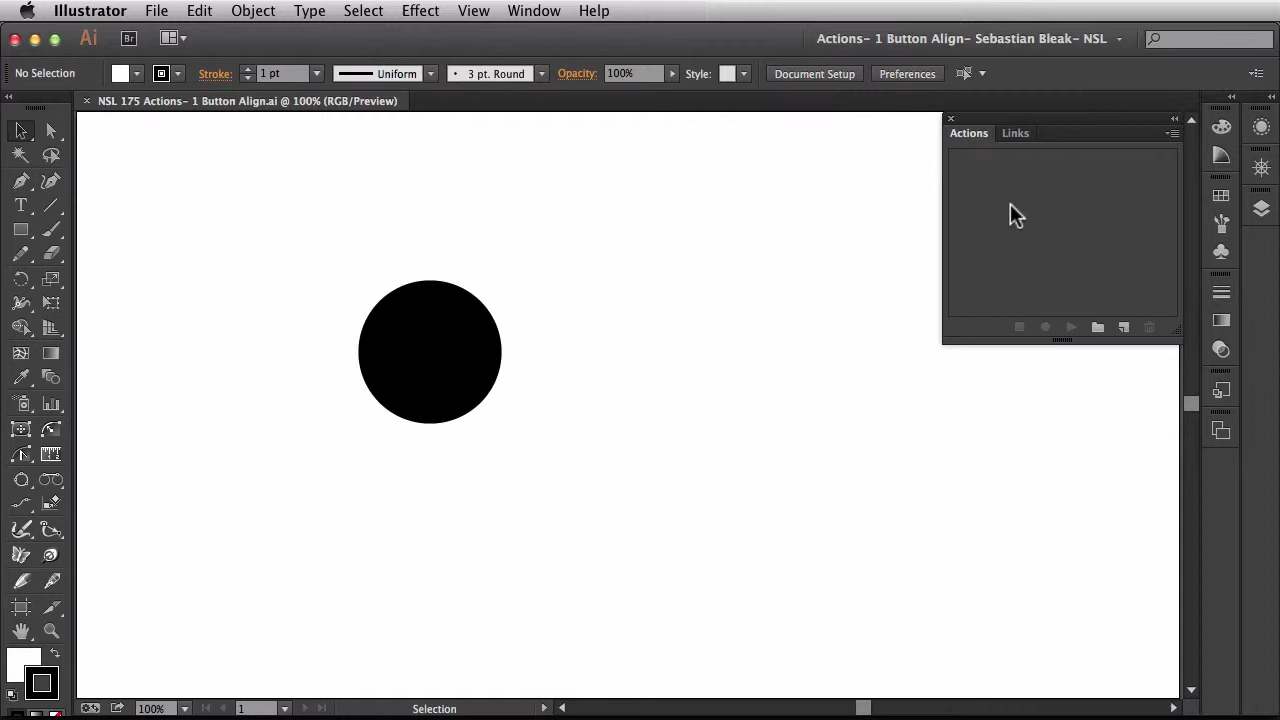 Illustrator File Edit Object Type Select Effect View Window Help
Ai Br Actions- 1 Button Align- Sebastian Bleak- NSL
No Selection Stroke: 1 pt Uniform 3 pt. Round Opacity: 100% Style: Document Setup Preferences
NSL 175 Actions- 1 Button Align.ai @ 100% (RGB/Preview)
Actions Links
T
100% 1 Selection